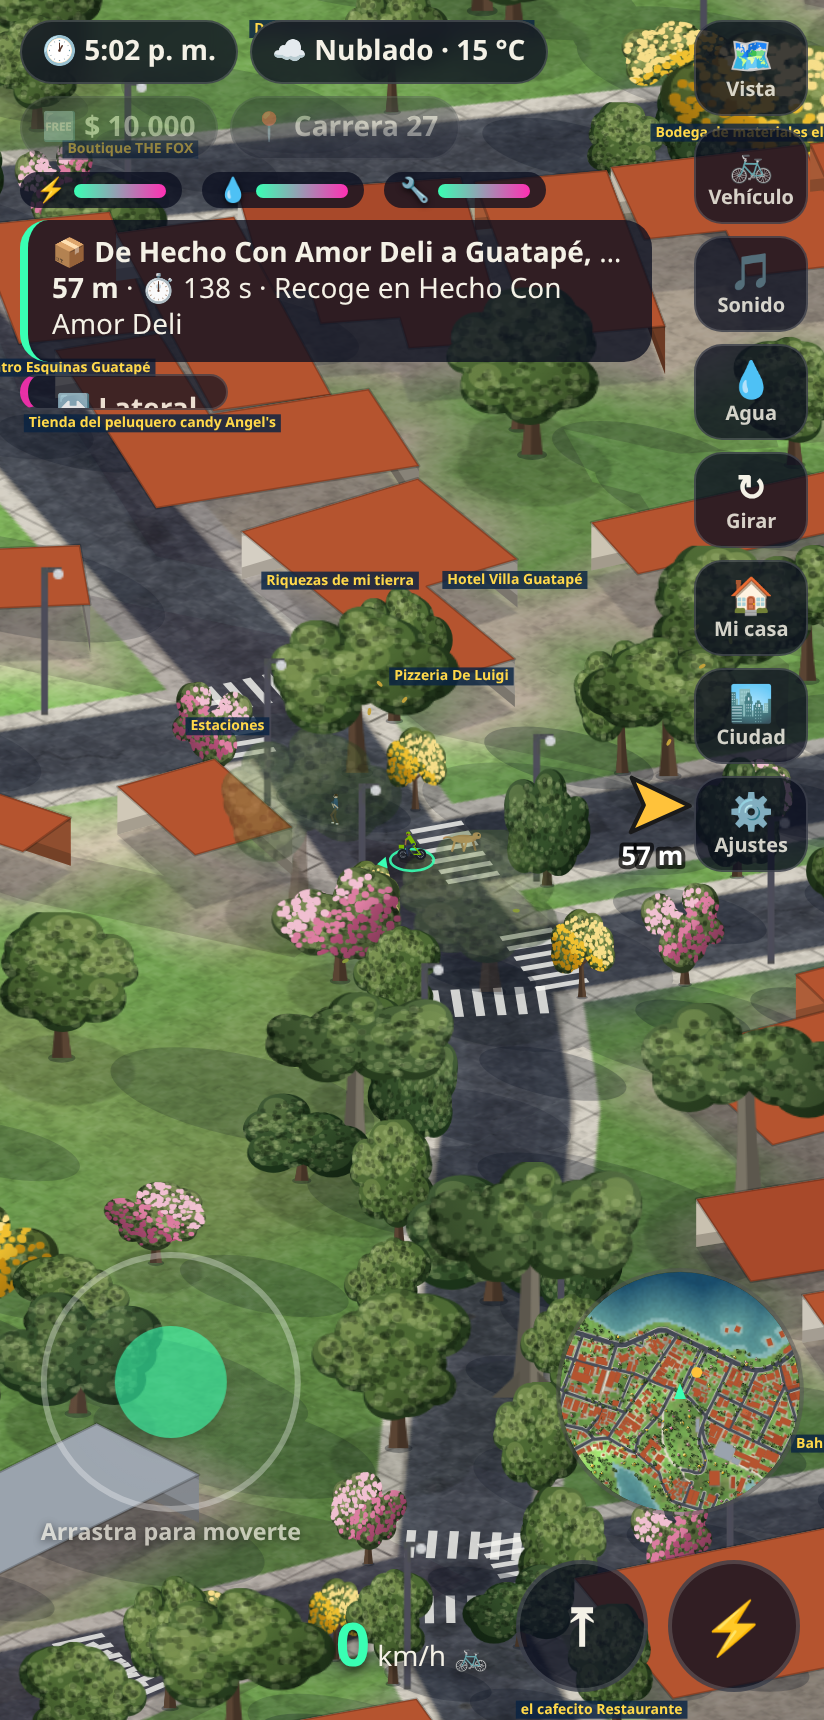 5:02 p. m.
Nublado · 15 °C
Vista
FREE $ 10.000
Carrera 27
Boutique THE FOX
Bodega de materiales el
Vehículo
De Hecho Con Amor Deli a Guatapé, ...
57 m · 138 s · Recoge en Hecho Con
Amor Deli
Sonido
tro Esquinas Guatapé
Lateral
Agua
Tienda del peluquero candy Angel's
Girar
Riquezas de mi tierra
Hotel Villa Guatapé
Mi casa
Pizzeria De Luigi
Estaciones
Ciudad
57 m
Ajustes
Bah
Arrastra para moverte
0 km/h
el cafecito Restaurante